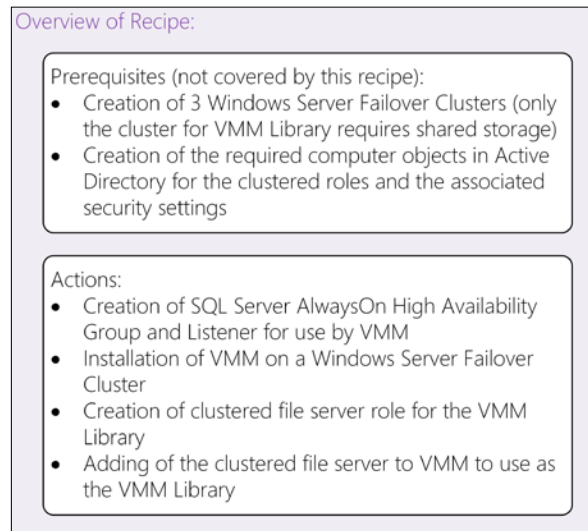 Overview of Recipe:
Prerequisites (not covered by this recipe):
• Creation of 3 Windows Server Failover Clusters (only
the cluster for VMM Library requires shared storage)
• Creation of the required computer objects in Active
Directory for the clustered roles and the associated
security settings
Actions:
• Creation of SQL Server AlwaysOn High Availability
Group and Listener for use by VMM
• Installation of VMM on a Windows Server Failover
Cluster
• Creation of clustered file server role for the VMM
Library
• Adding of the clustered file server to VMM to use as
the VMM Library